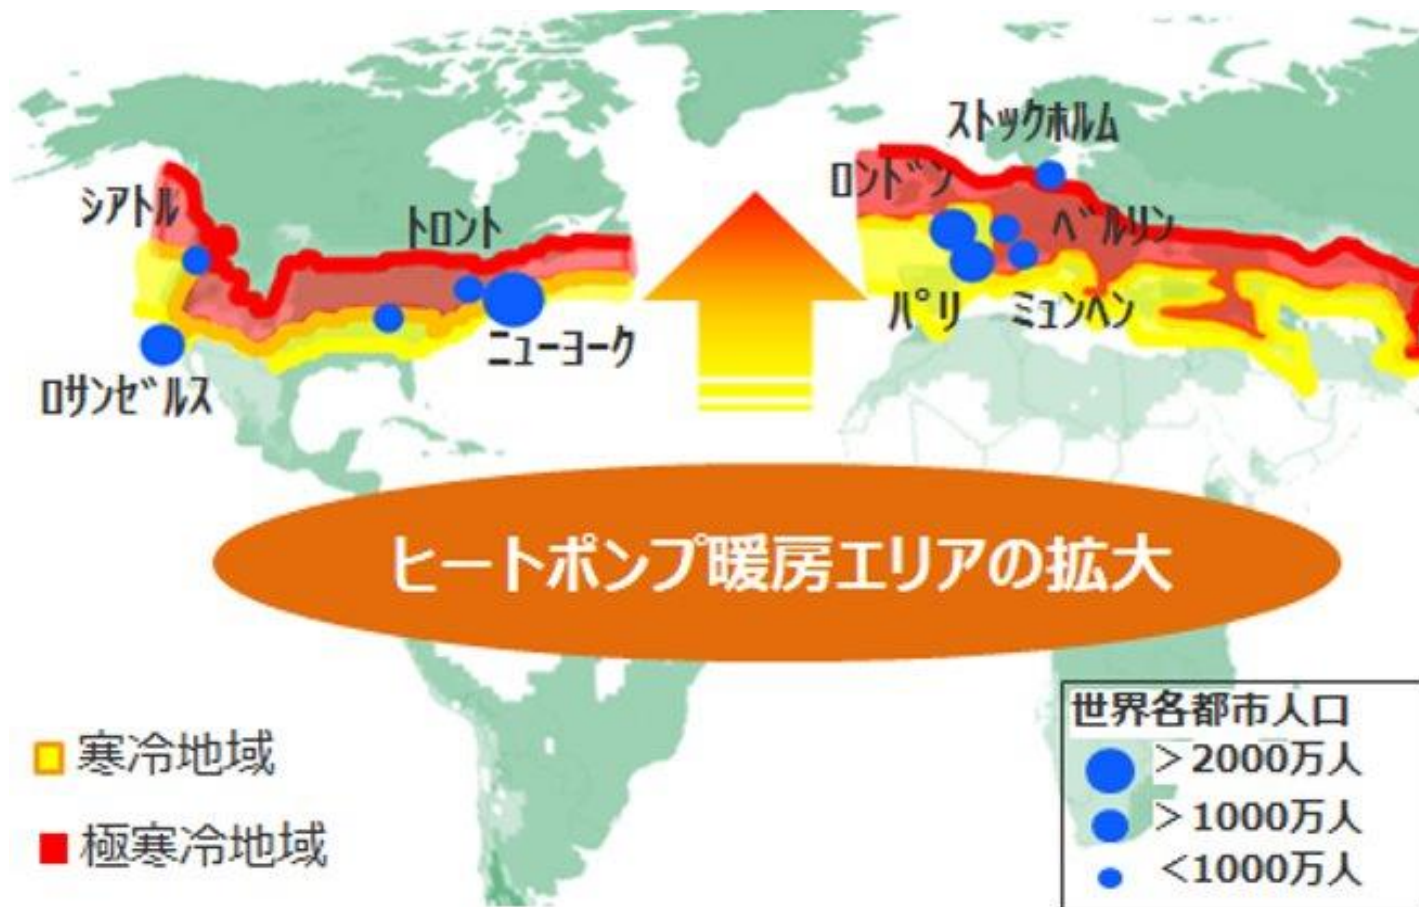 ストックホルム
ロンドン
シアトル
トロント
ベルリン
パリ
ミュンヘン
ニューヨーク
ロサンゼルス
ヒートポンプ暖房エリアの拡大
世界各都市人口
＞2000万人
＞1000万人
＜1000万人
寒冷地域
極寒冷地域